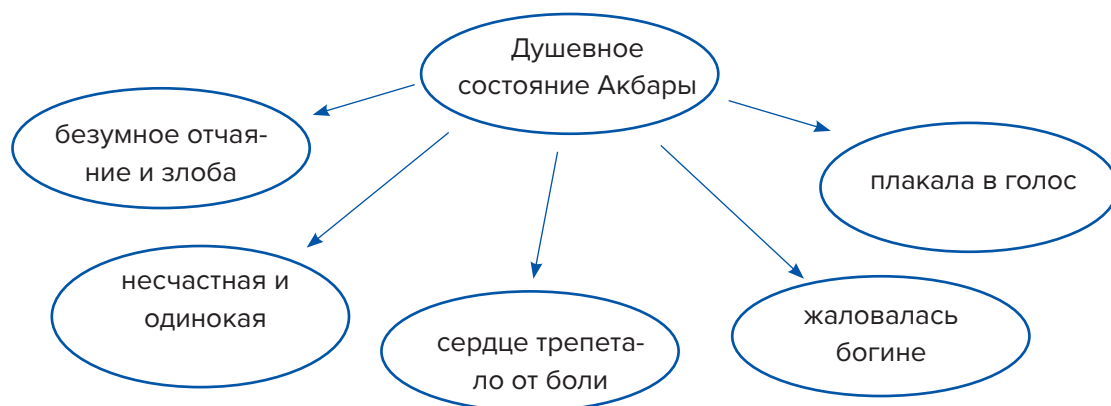 Душевное
состояние Акбары
безумное отчая-
ние и злоба
плакала в голос
несчастная и
одинокая
сердце трепета-
ло от боли
жаловалась
богине